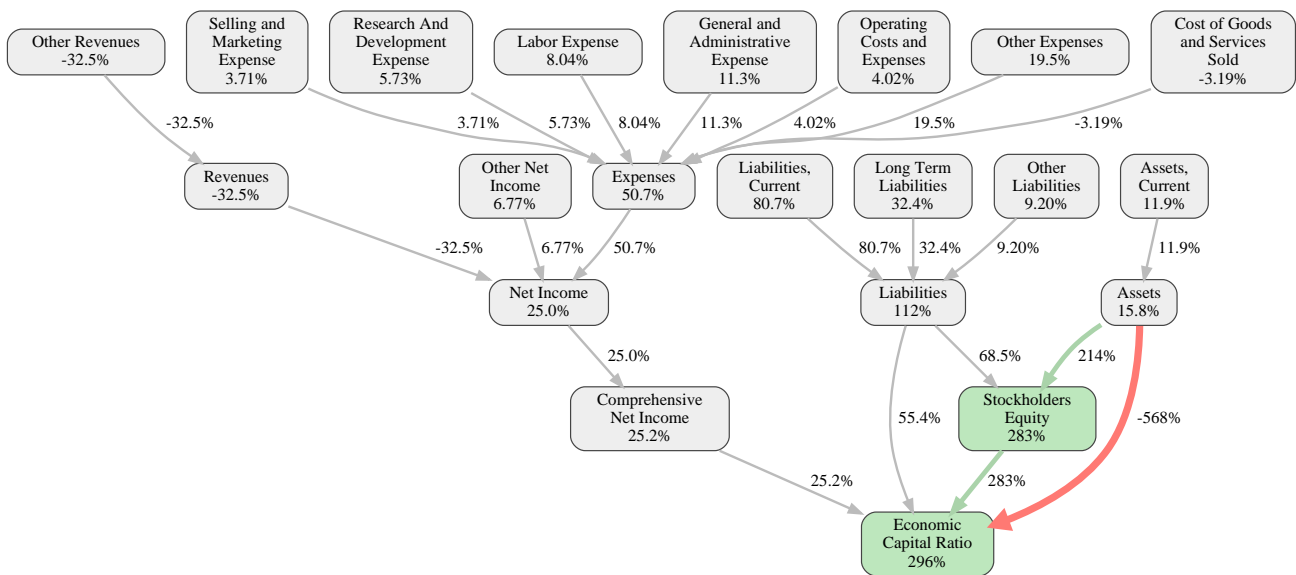 Other Revenues
-32.5%
Selling and
Marketing
Expense
3.71%
Research And
Development
Expense
5.73%
Labor Expense
8.04%
General and
Administrative
Expense
11.3%
Operating
Costs and
Expenses
4.02%
Other Expenses
19.5%
Cost of Goods
and Services
Sold
-3.19%
-32.5%
3.71%
5.73%
8.04%
11.3%
4.02%
19.5%
-3.19%
Revenues
-32.5%
Other Net
Income
6.77%
Expenses
50.7%
Liabilities,
Current
80.7%
Long Term
Liabilities
32.4%
Other
Liabilities
9.20%
Assets,
Current
11.9%
-32.5%
6.77%
50.7%
80.7%
32.4%
9.20%
11.9%
Net Income
25.0%
Liabilities
112%
Assets
15.8%
25.0%
68.5%
214%
Comprehensive
Net Income
25.2%
55.4%
Stockholders
Equity
283%
-568%
25.2%
283%
Economic
Capital Ratio
296%